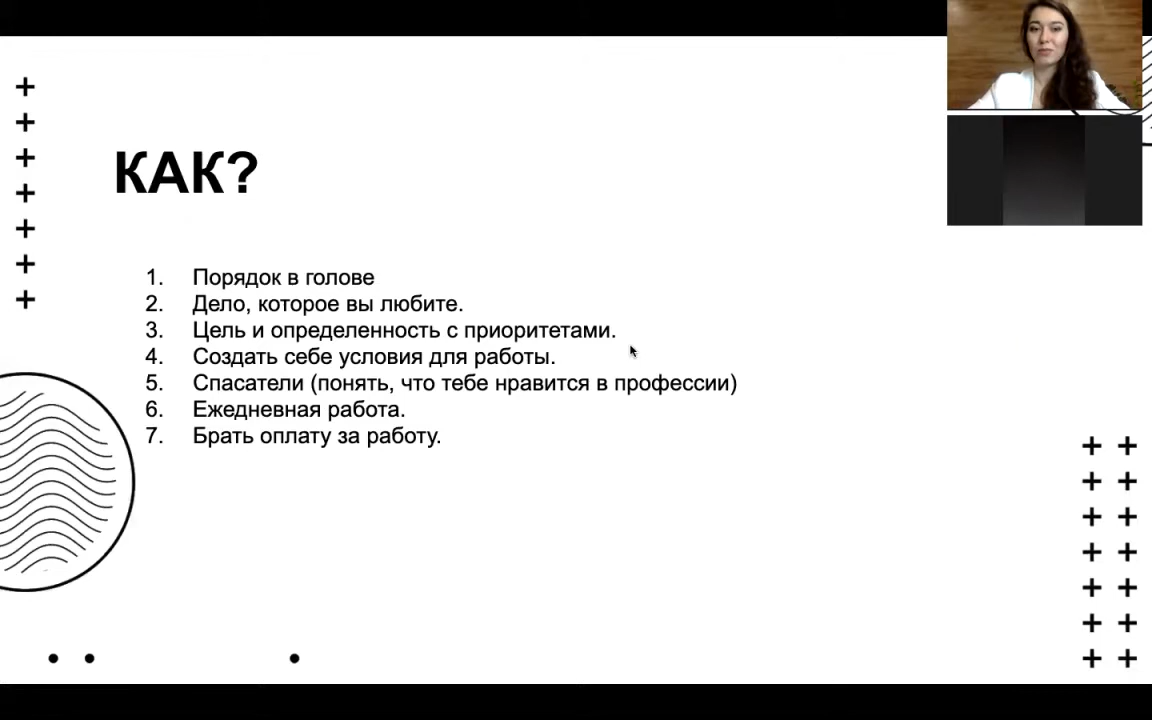 КАК?
1. Порядок в голове
2. Дело, которое вы любите.
3. Цель и определенность с приоритетами.
4. Создать себе условия для работы.
5. Спасатели (понять, что тебе нравится в профессии)
6. Ежедневная работа.
7. Брать оплату за работу.